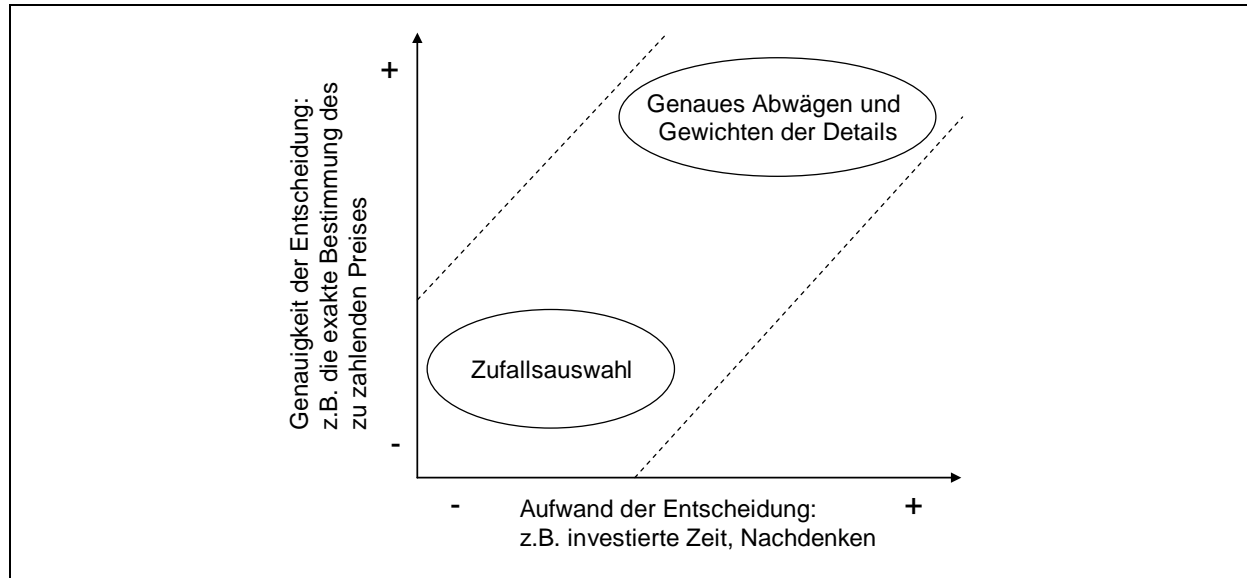 Genauigkeit der Entscheidung:
z.B. die exakte Bestimmung des
zu zahlenden Preises
+
-
Genaues Abwägen und
Gewichten der Details
Zufallsauswahl
-
+
Aufwand der Entscheidung:
z.B. investierte Zeit, Nachdenken